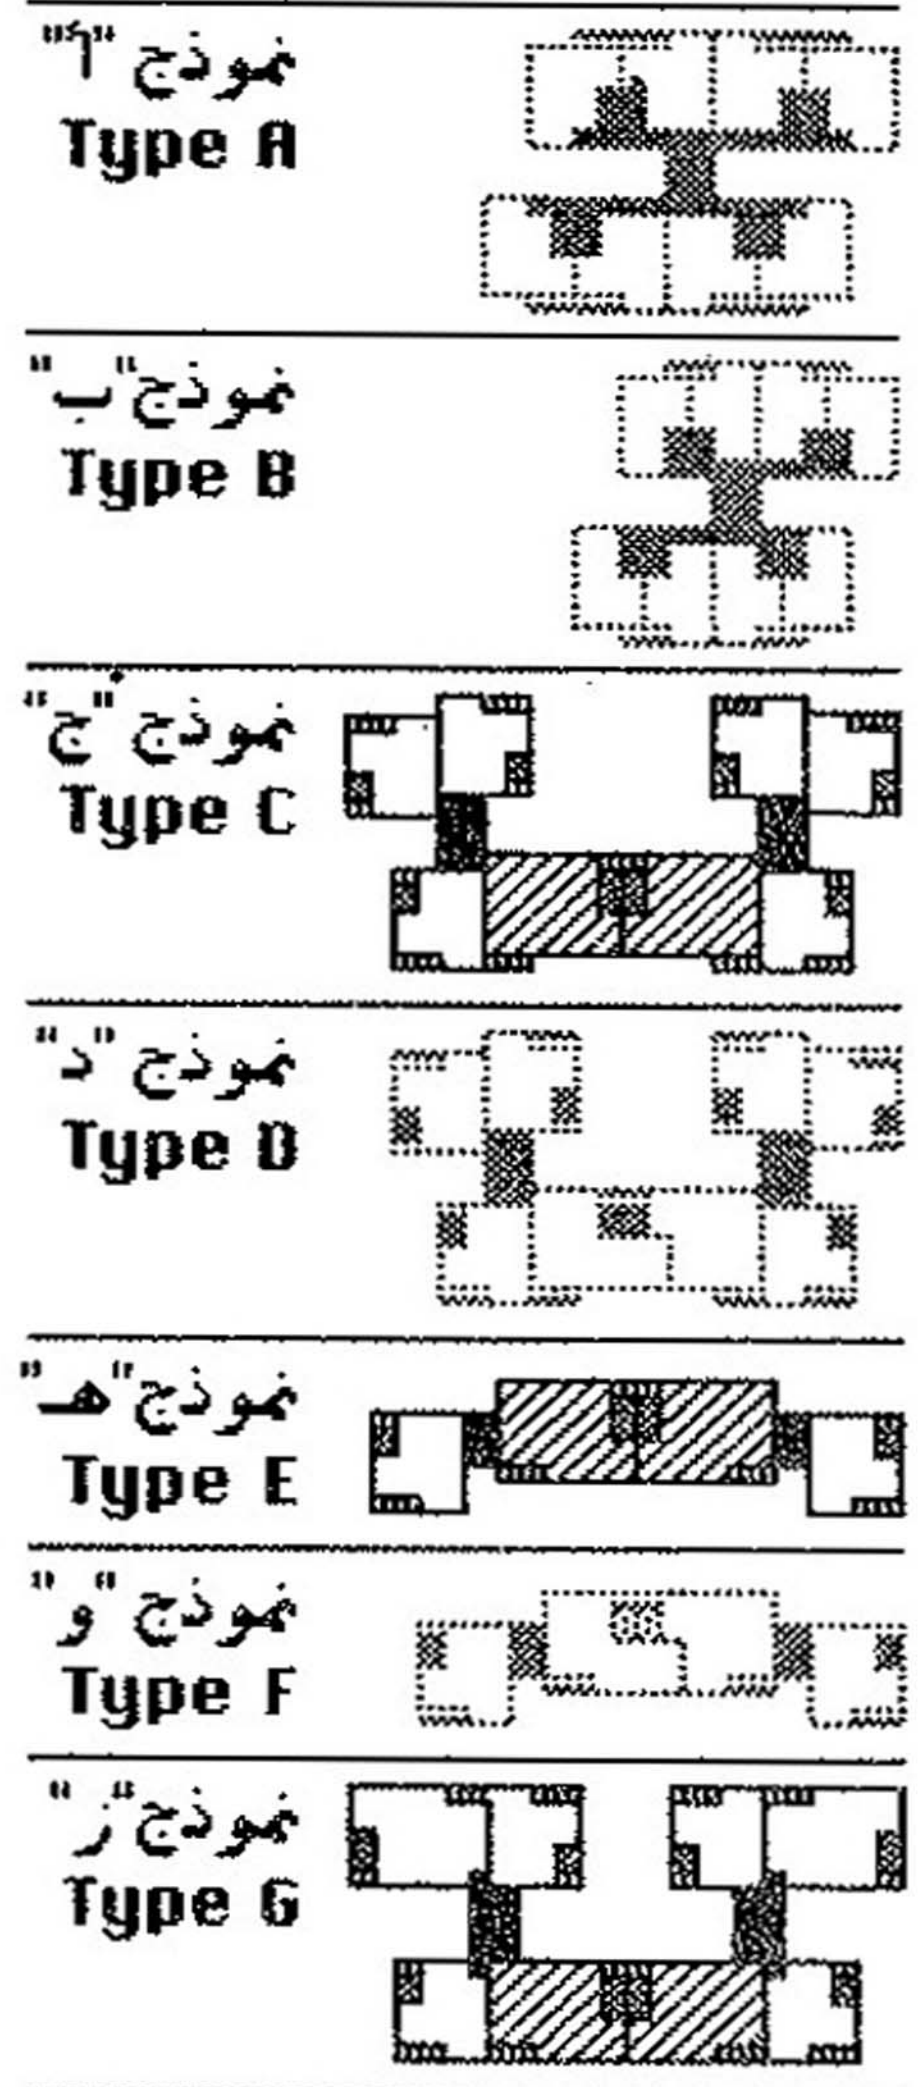 نموذج "أ"
Type A
نموذج "ب"
Type B
نموذج "ج"
Type C
نموذج "د"
Type D
نموذج "هـ"
Type E
نموذج "و"
Type F
نموذج "ز"
Type G